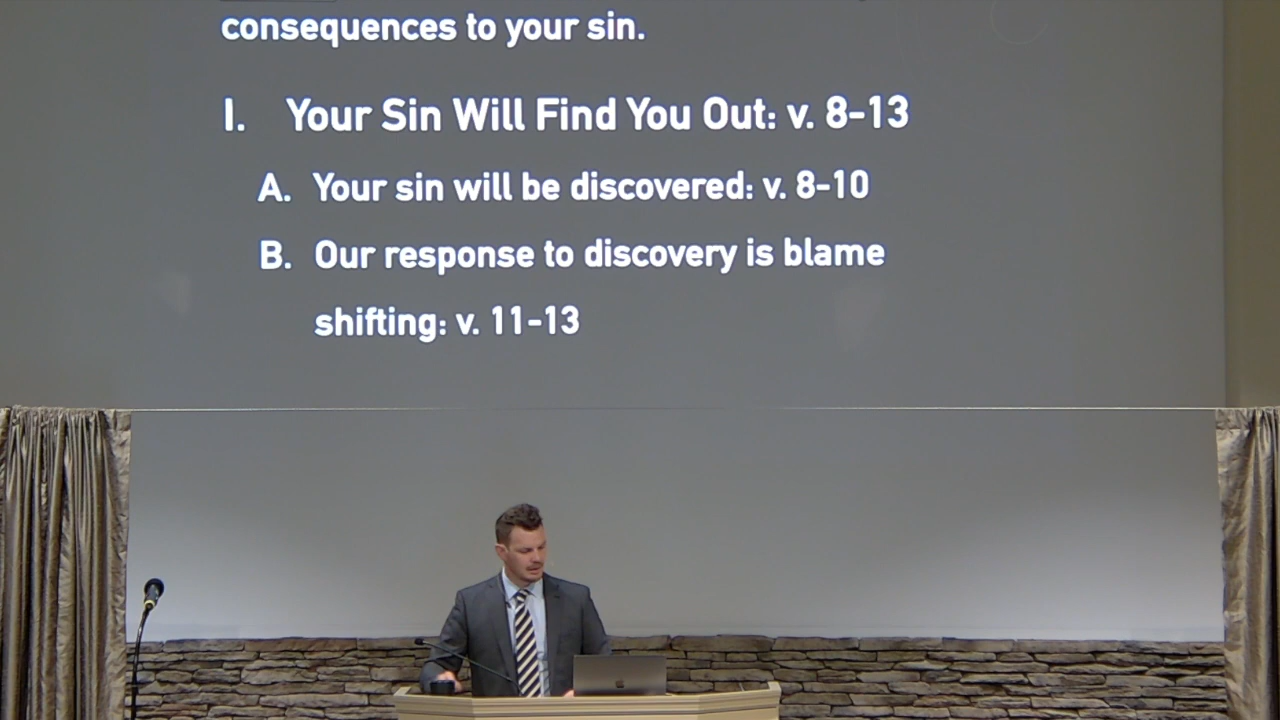 consequences to your sin.
I. Your Sin Will Find You Out: v. 8-13
A. Your sin will be discovered: v. 8-10
B. Our response to discovery is blame
shifting: v. 11-13